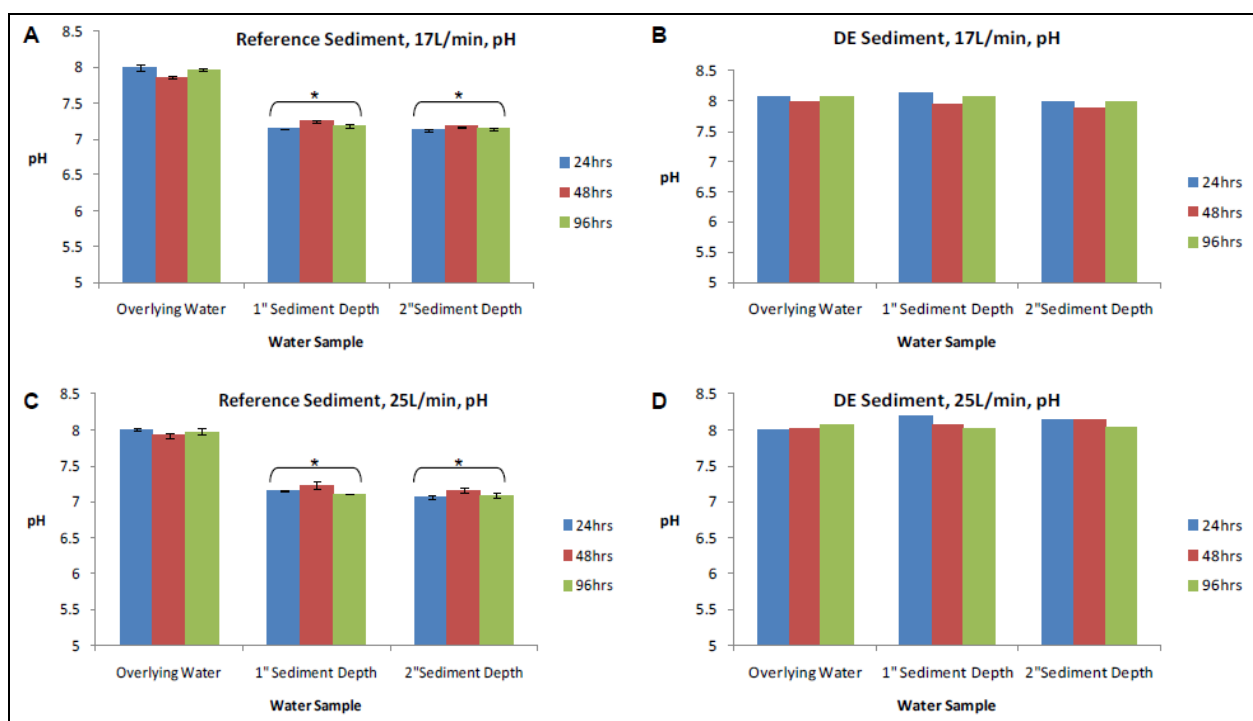 A
Reference Sediment, 17L/min, pH
8.5
8
7.5
7
6.5
6
5.5
5
pH
*
*
Overlying Water
1" Sediment Depth
2"Sediment Depth
Water Sample
24hrs
48hrs
96hrs
B
DE Sediment, 17L/min, pH
8.5
8
7.5
7
6.5
6
5.5
5
pH
Overlying Water
1" Sediment Depth
2"Sediment Depth
Water Sample
24hrs
48hrs
96hrs
C
Reference Sediment, 25L/min, pH
8.5
8
7.5
7
6.5
6
5.5
5
pH
*
*
Overlying Water
1" Sediment Depth
2"Sediment Depth
Water Sample
24hrs
48hrs
96hrs
D
DE Sediment, 25L/min, pH
8.5
8
7.5
7
6.5
6
5.5
5
pH
Overlying Water
1" Sediment Depth
2"Sediment Depth
Water Sample
24hrs
48hrs
96hrs